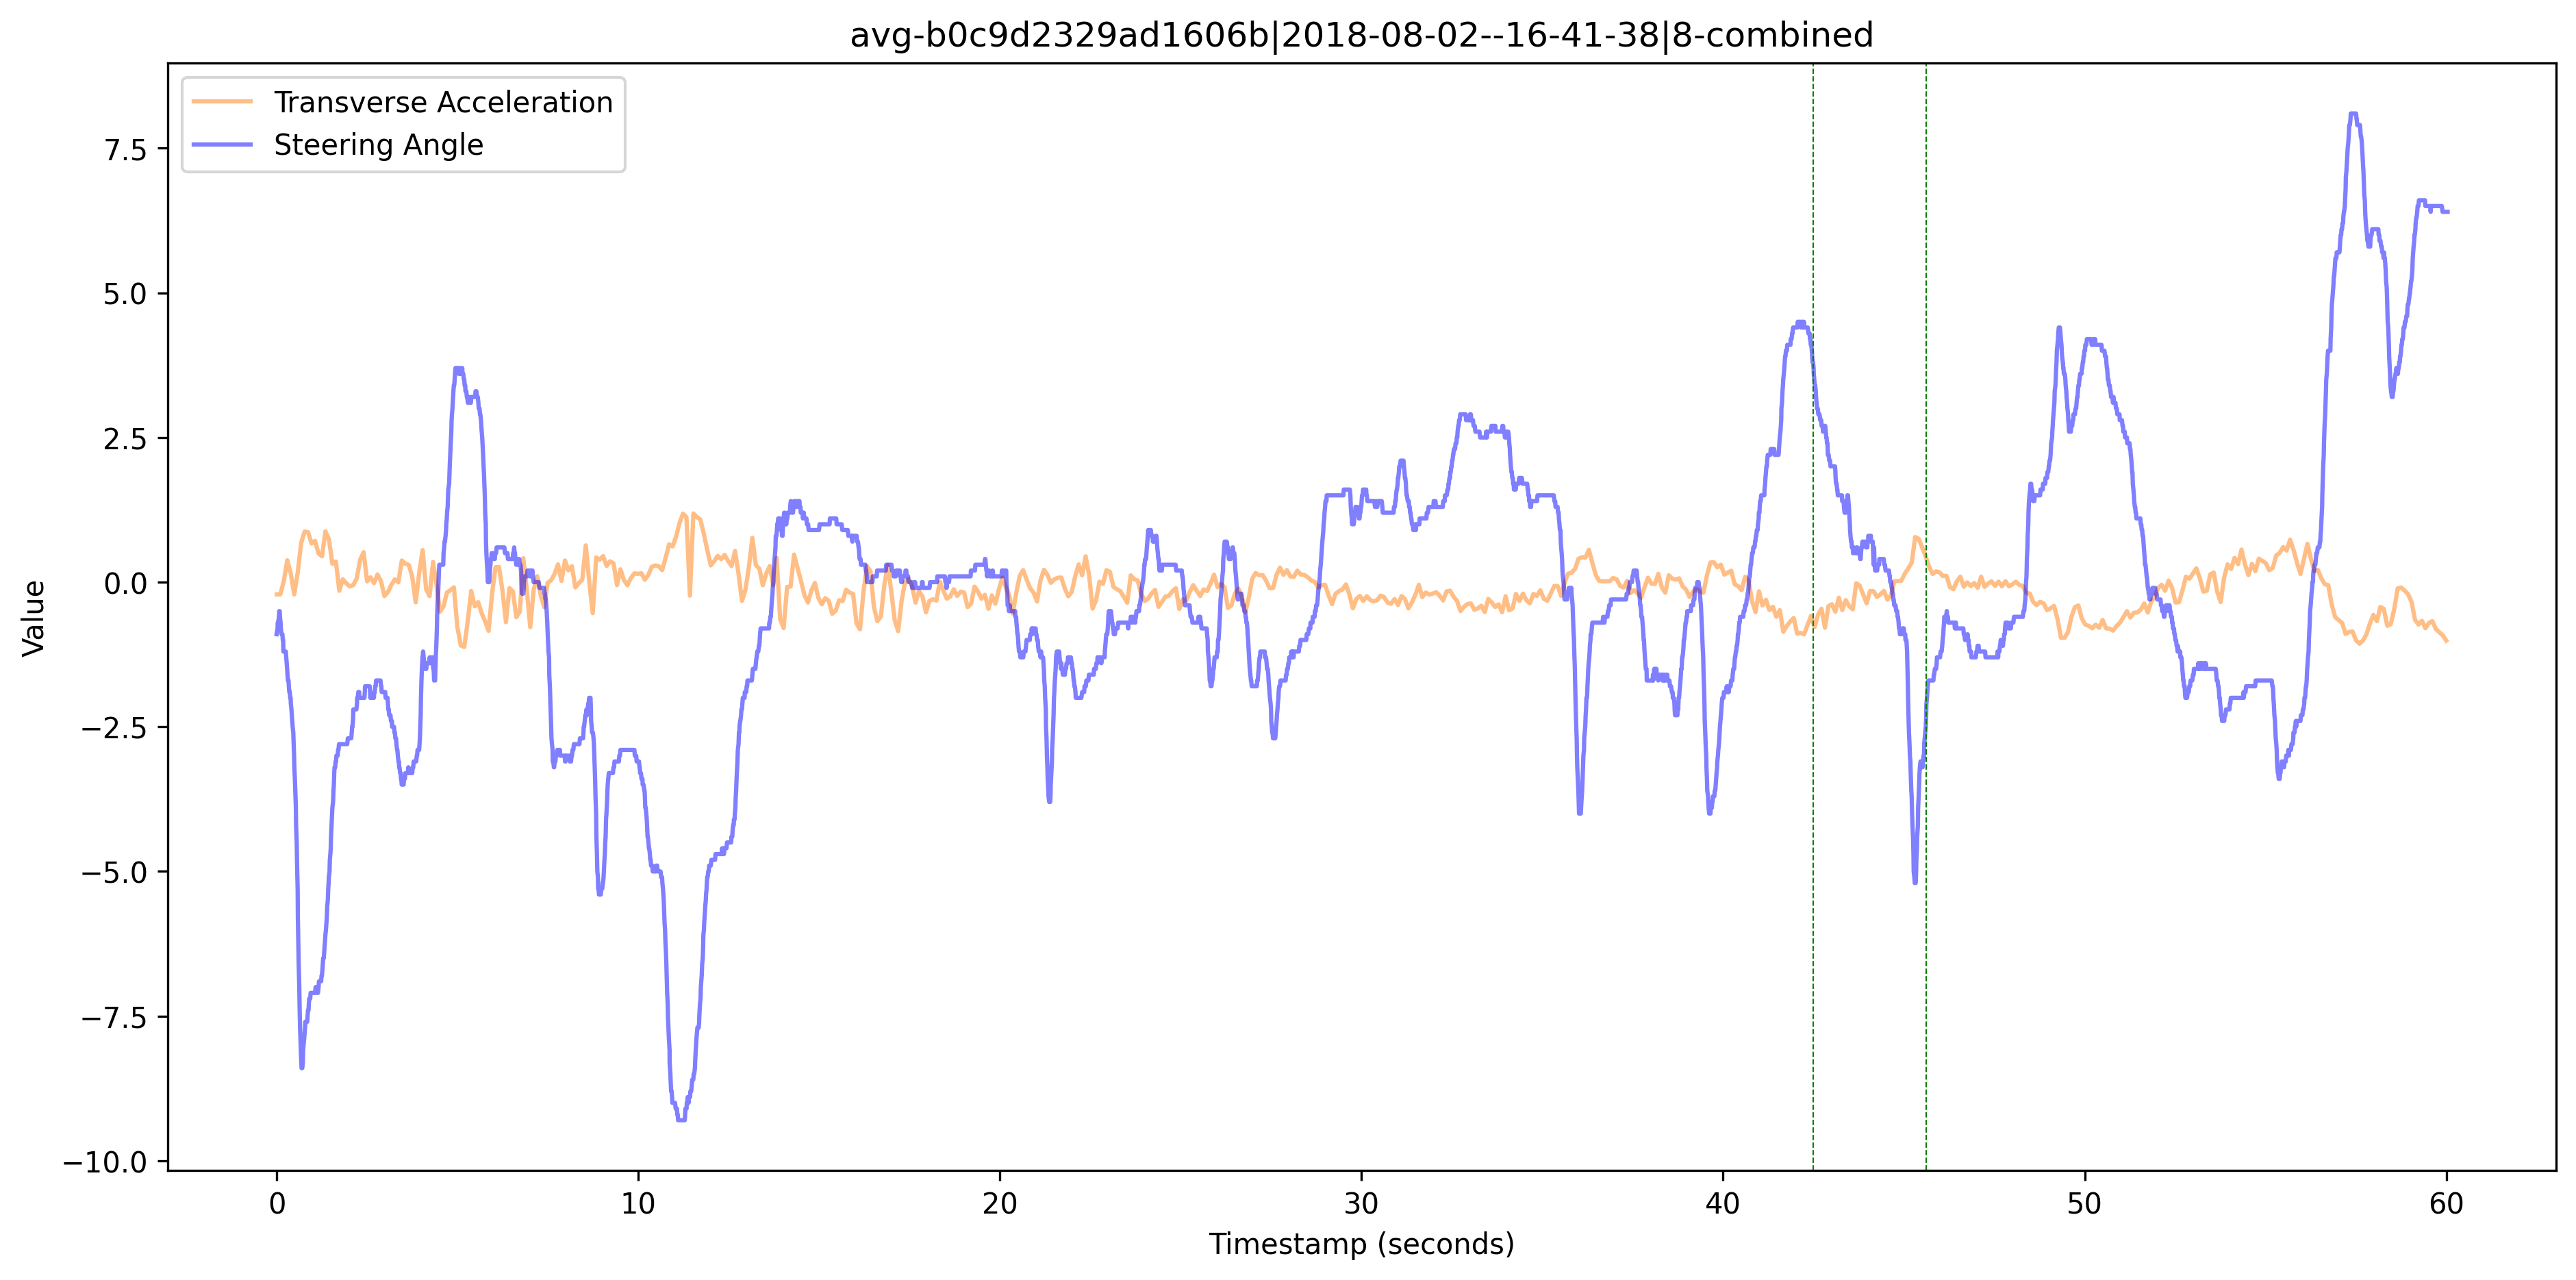 avg-b0c9d2329ad1606b|2018-08-02--16-41-38|8-combined
Transverse Acceleration
Steering Angle
7.5
5.0
2.5
0.0
−2.5
−5.0
−7.5
−10.0
Value
0 10 20 30 40 50 60
Timestamp (seconds)